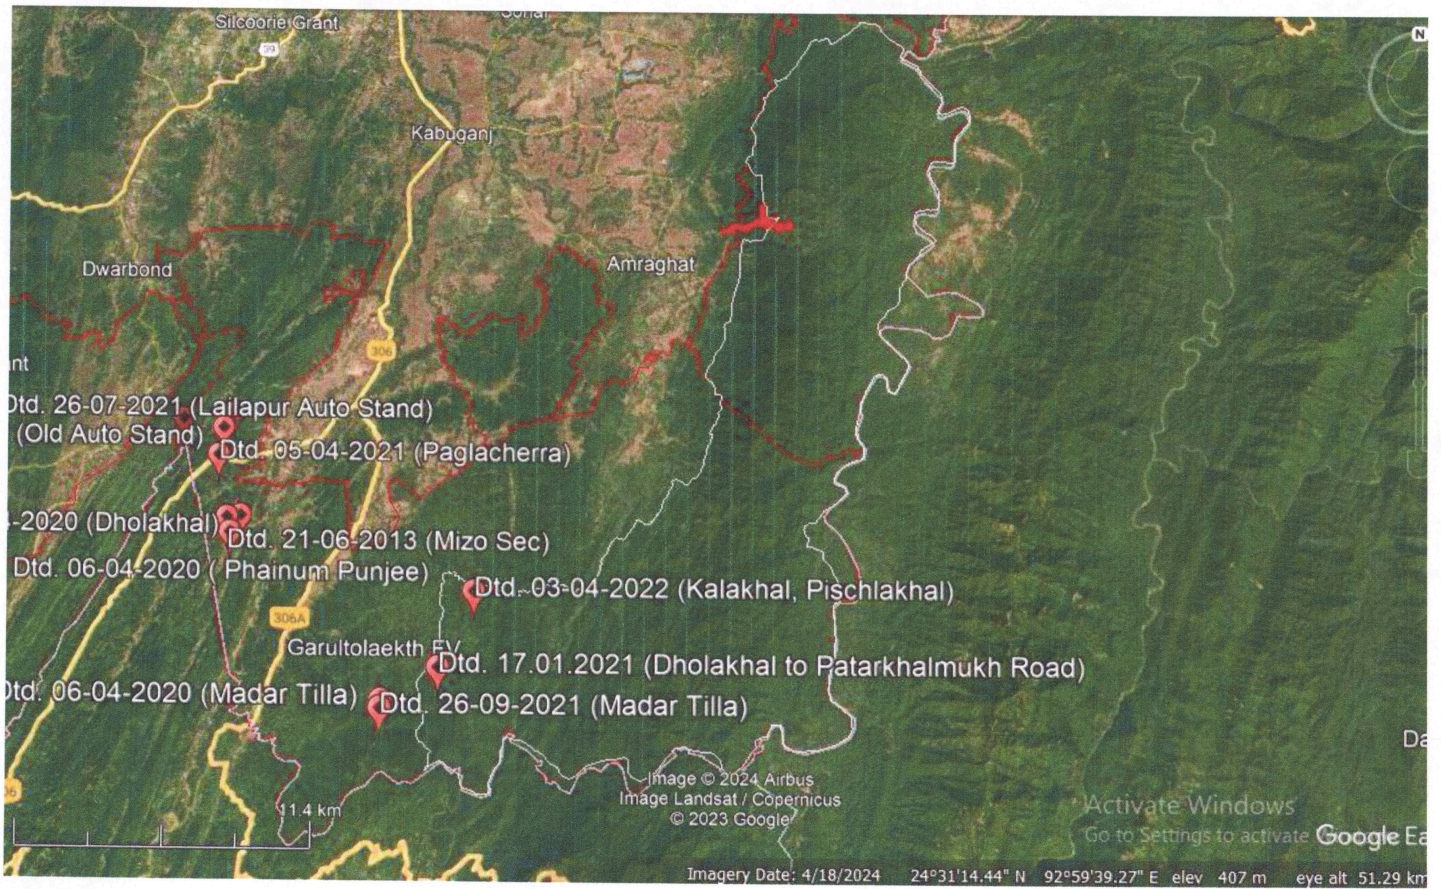 Silcoorie Grant
Sonai
39
Kabuganj
Dwarbond
Amraghat
306
Dtd. 26-07-2021 (Lailapur Auto Stand)
(Old Auto Stand)
Dtd. 05-04-2021 (Paglacherra)
-2020 (Dholakhal)
Dtd. 21-06-2013 (Mizo Sec)
Dtd. 06-04-2020 ( Phainum Punjee)
Dtd. 03-04-2022 (Kalakhal, Pischlakhal)
306A
Garultolaekth FV
Dtd. 17.01.2021 (Dholakhal to Patarkhalmukh Road)
Dtd. 06-04-2020 (Madar Tilla)
Dtd. 26-09-2021 (Madar Tilla)
N
11.4 km
Image © 2024 Airbus
Image Landsat / Copernicus
© 2023 Google
Activate Windows
Go to Settings to activate Windows.
Google Ea
Imagery Date: 4/18/2024 24°31'14.44" N 92°59'39.27" E elev 407 m eye alt 51.29 km